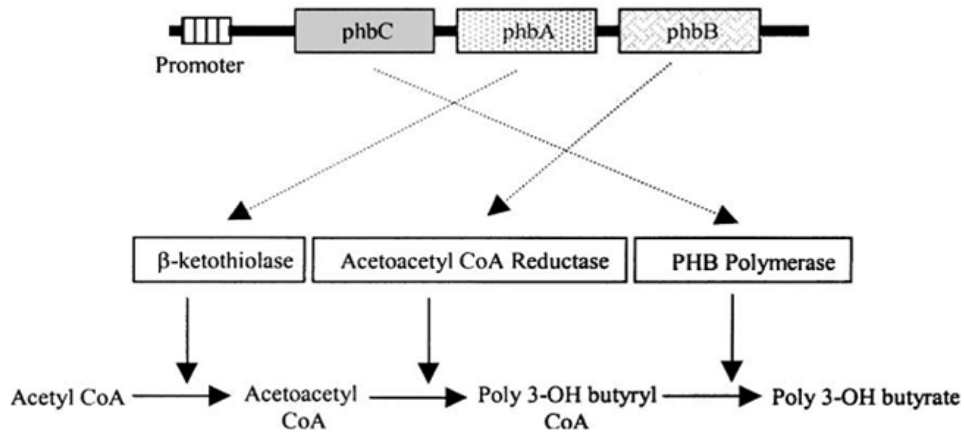 phbC phbA phbB
Promoter
β-ketothiolase Acetoacetyl CoA Reductase PHB Polymerase
Acetyl CoA Acetoacetyl Poly 3-OH butyryl Poly 3-OH butyrate
CoA CoA